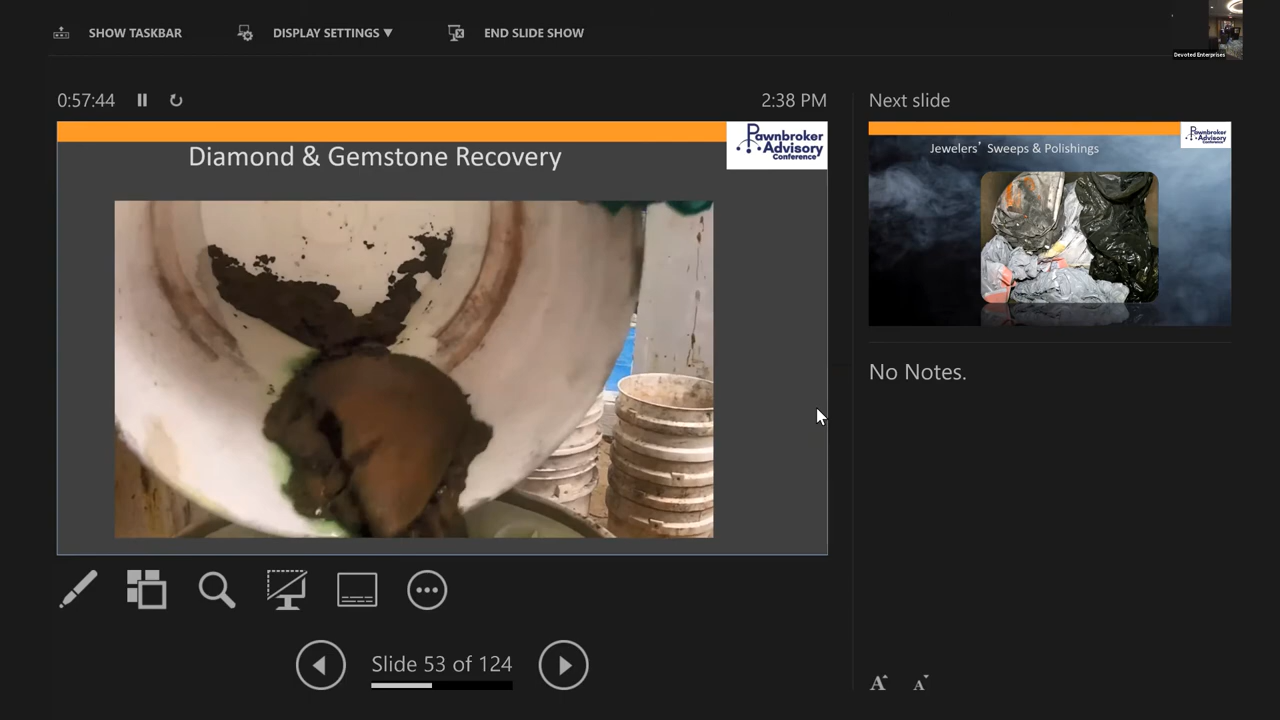 SHOW TASKBAR
DISPLAY SETTINGS ▼
END SLIDE SHOW
Devoted Enterprises
0:57:44
2:38 PM
Next slide
Diamond & Gemstone Recovery
Pawnbroker
Advisory
Conference
Jewelers’ Sweeps & Polishings
Pawnbroker
Advisory
Conference
No Notes.
Slide 53 of 124
A
A